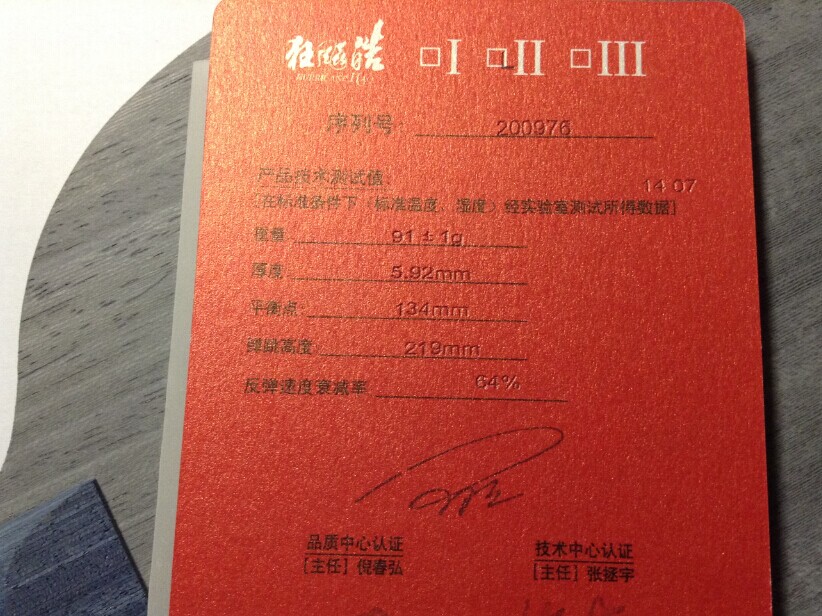 狂飚皓 □I □II □III
HURRICANE HAO
序列号 200976
产品技术测试值 14 07
[在标准条件下（标准温度、湿度）经实验室测试所得数据]
重量 91±1g
厚度 5.92mm
平衡点 134mm
弹跳高度 219mm
反弹速度衰减率 64%
品质中心认证 技术中心认证
[主任] 倪春弘 [主任] 张拯宇